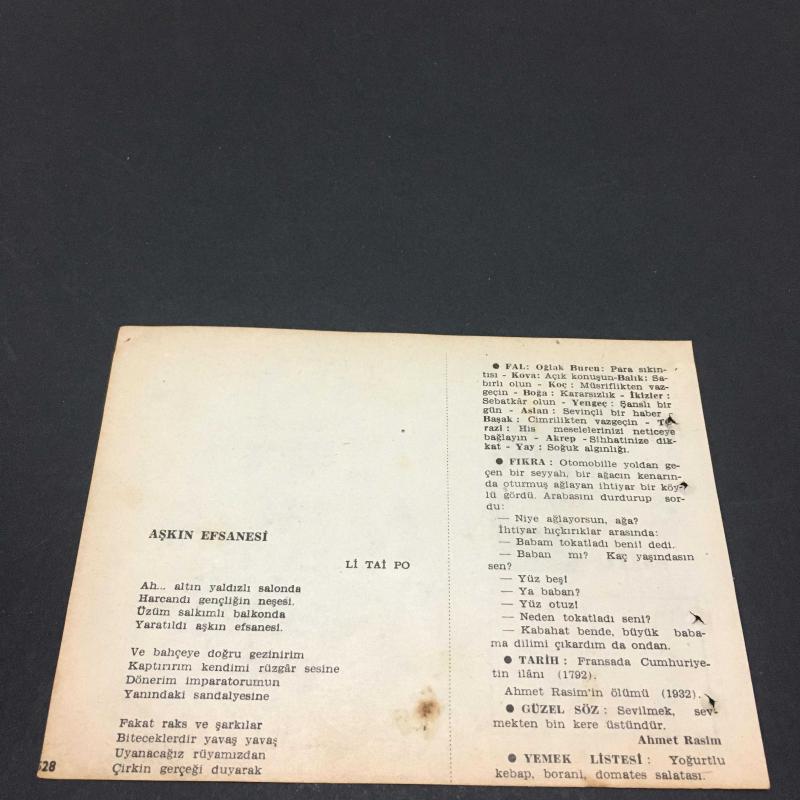 AŞKIN EFSANESİ
Lİ TAİ PO
Ah... altın yaldızlı salonda
Harcandı gençliğin neşesi.
Üzüm salkımlı balkonda
Yaratıldı aşkın efsanesi.
Ve bahçeye doğru gezinirim
Kaptırırım kendimi rüzgâr sesine
Dönerim imparatorumun
Yanındaki sandalyesine
Fakat raks ve şarkılar
Biteceklerdir yavaş yavaş
Uyanacağız rüyamızdan
Çirkin gerçeği duyarak
528
● FAL: Oğlak Burcu: Para sıkın-
tısı - Kova: Açık konuşun-Balık: Sa-
bırlı olun - Koç : Müsriflikten vaz-
geçin - Boğa : Kararsızlık - İkizler :
Sebatkâr olun - Yengeç : Şanslı bir
gün - Aslan : Sevinçli bir haber -
Başak : Cimrilikten vazgeçin - Te-
razi : His meselelerinizi neticeye
bağlayın - Akrep -Sihhatinize dik-
kat - Yay : Soğuk algınlığı.
● FIKRA : Otomobille yoldan ge-
çen bir seyyah, bir ağacın kenarın-
da oturmuş ağlayan ihtiyar bir köy-
lü gördü. Arabasını durdurup sor-
du:
— Niye ağlayorsun, ağa?
İhtiyar hıçkırıklar arasında:
— Babam tokatladı beni! dedi.
— Baban mı? Kaç yaşındasın
sen?
— Yüz beş!
— Ya baban?
— Yüz otuz!
— Neden tokatladı seni?
— Kabahat bende, büyük baba-
ma dilimi çıkardım da ondan.
● TARİH : Fransada Cumhuriye-
tin ilânı (1792).
Ahmet Rasim'in ölümü (1932).
● GÜZEL SÖZ : Sevilmek, sev-
mekten bin kere üstündür.
Ahmet Rasim
● YEMEK LİSTESİ : Yoğurtlu
kebap, borani, domates salatası.